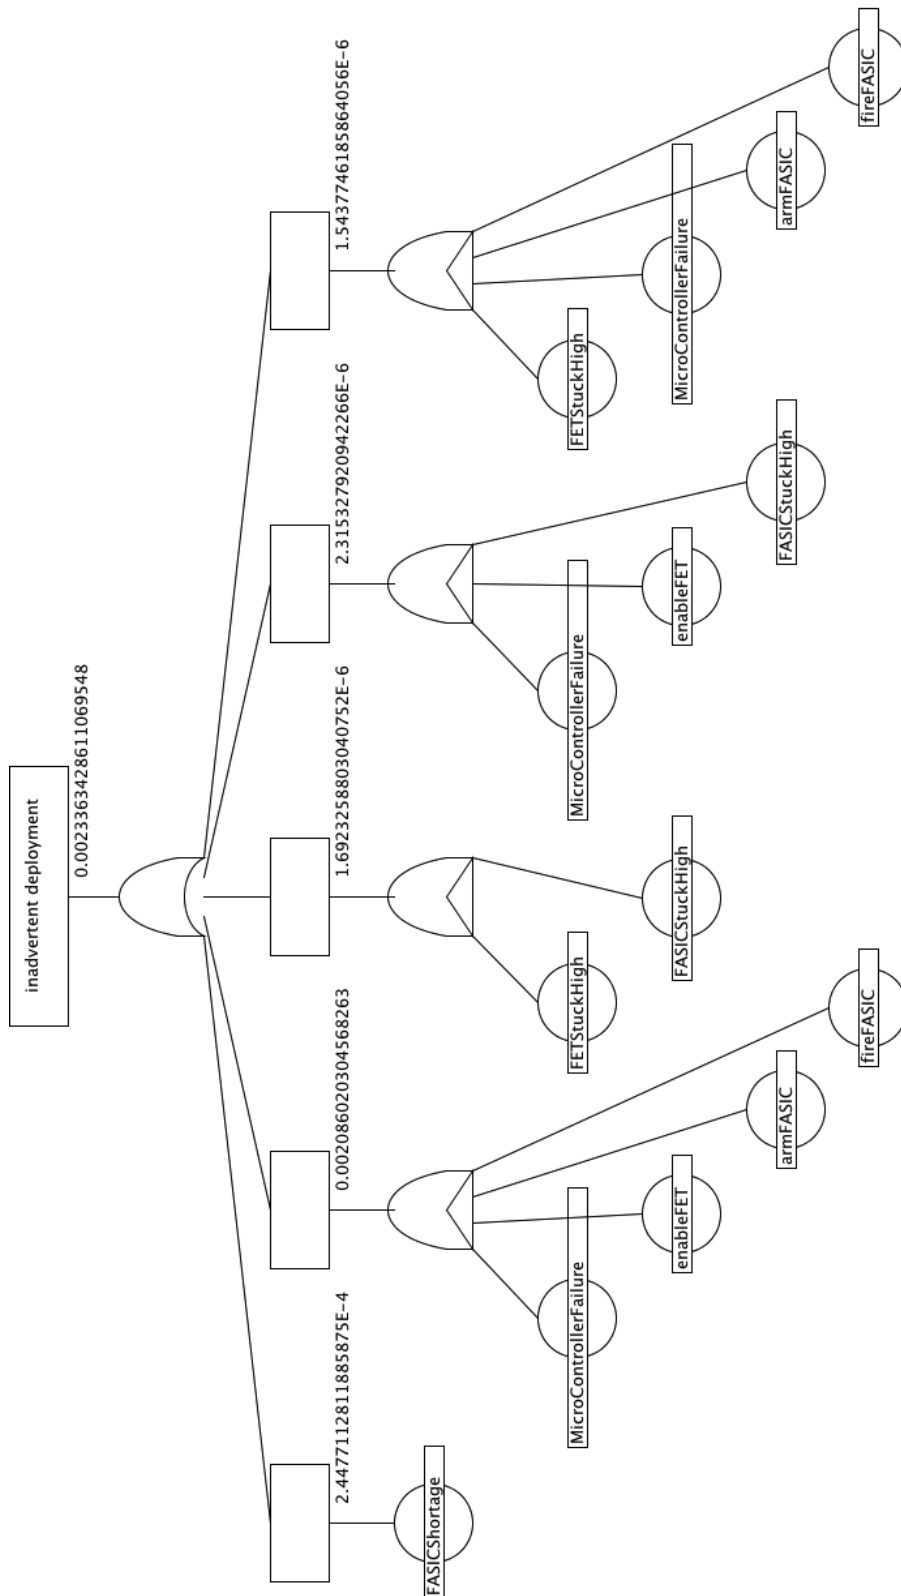 inadvertent deployment
0.0023363428611069548
2.4477112811885875E-4
0.002086020304568263
1.6923258803040752E-6
2.315327920942266E-6
1.5437746185864056E-6
FASICShortage
MicroControllerFailure
enableFET
armFASIC
fireFASIC
FETStuckHigh
FASICStuckHigh
MicroControllerFailure
enableFET
FASICStuckHigh
FETStuckHigh
MicroControllerFailure
armFASIC
fireFASIC